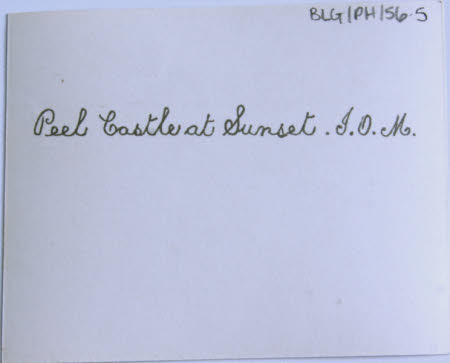 BLG/PH/56.5
Peel Castle at Sunset. I.O.M.